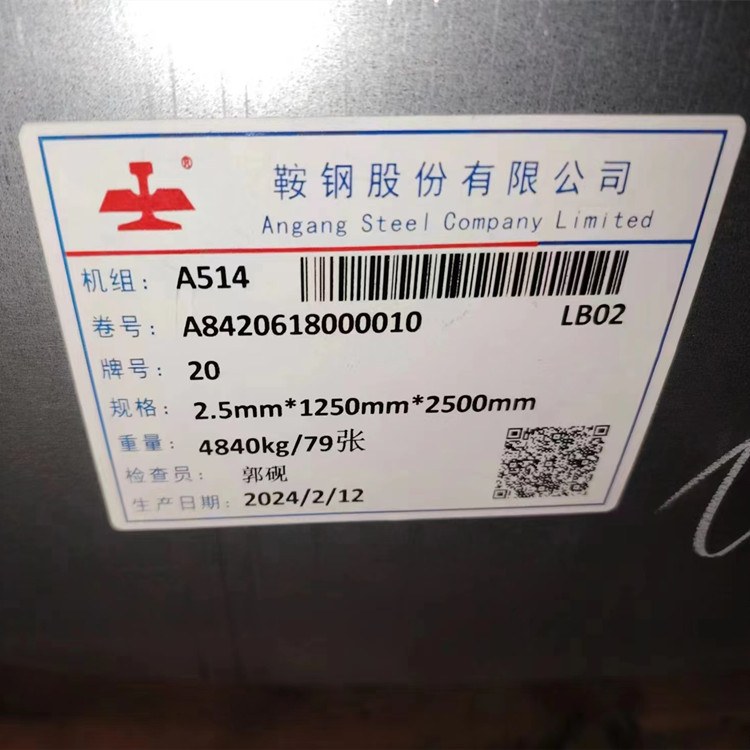 ®
鞍钢股份有限公司
Angang Steel Company Limited
机组: A514
卷号: A8420618000010 LB02
牌号: 20
规格: 2.5mm*1250mm*2500mm
重量: 4840kg/79张
检查员: 郭砚
生产日期: 2024/2/12